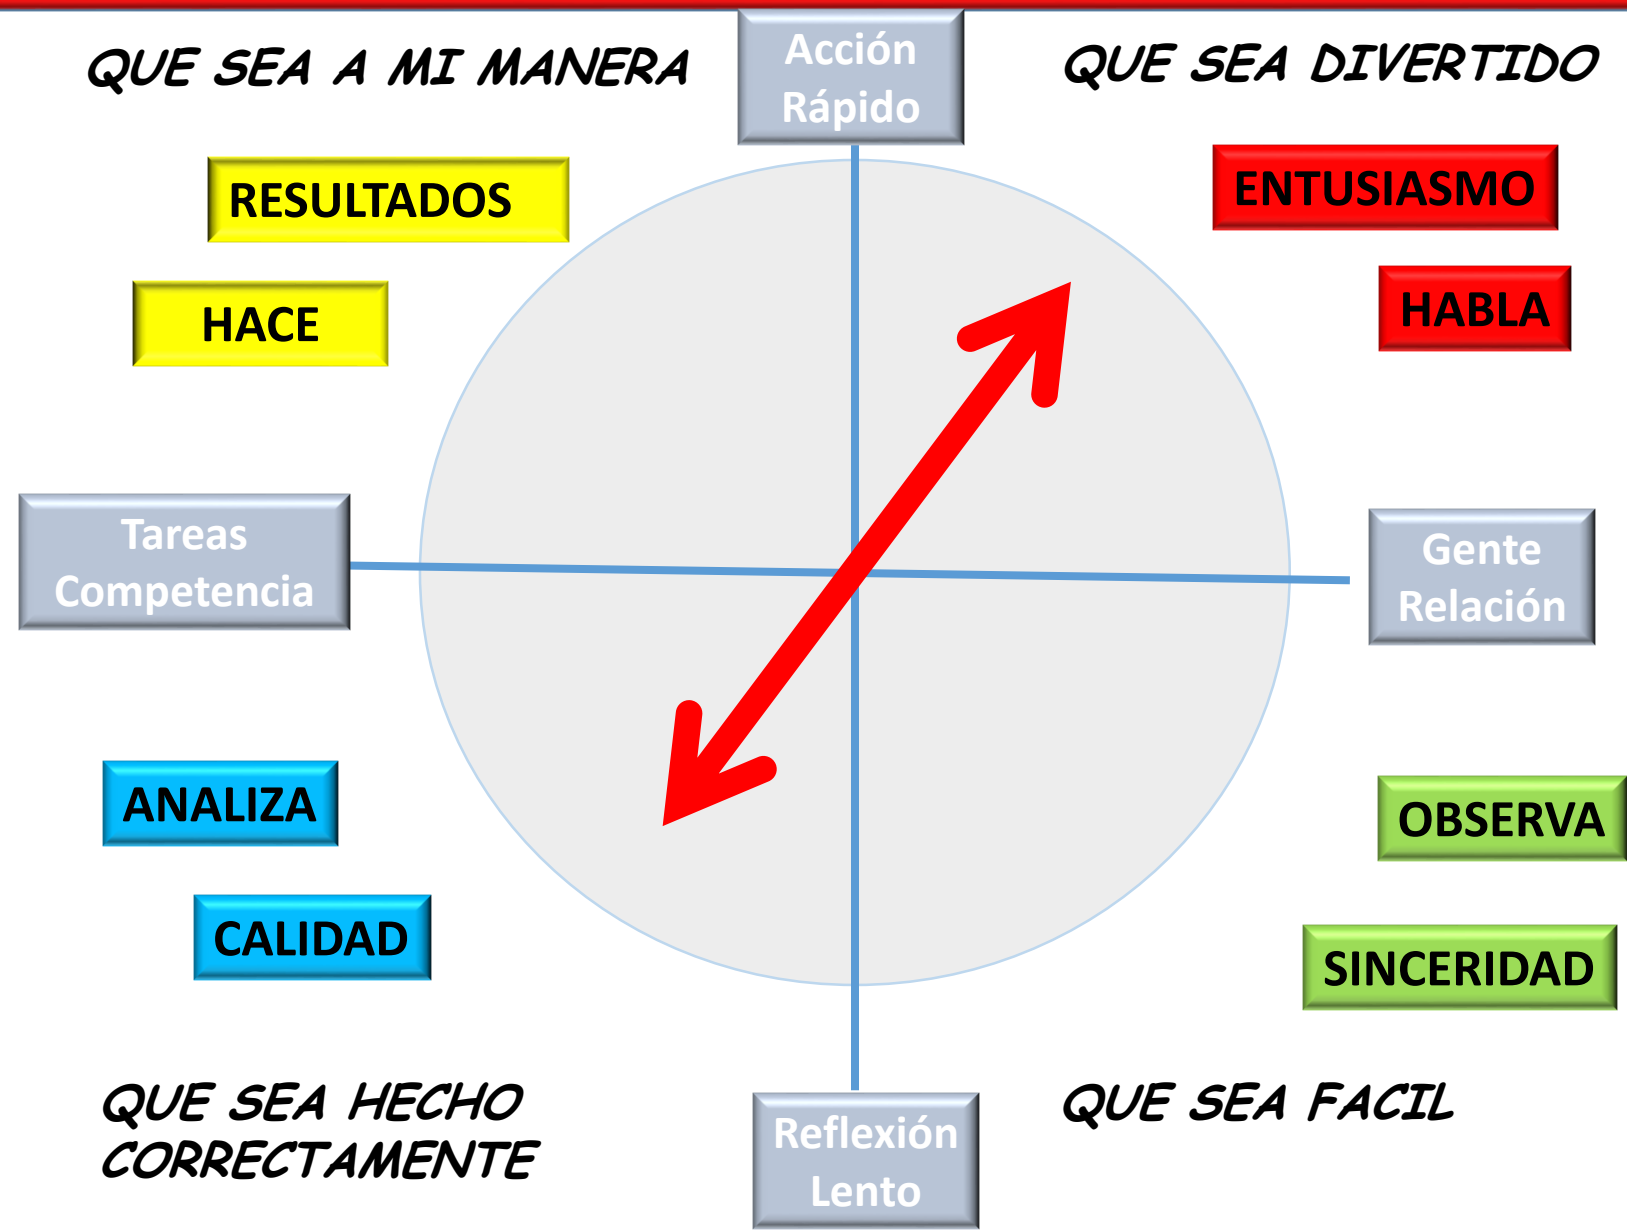 QUE SEA A MI MANERA
Acción
Rápido
QUE SEA DIVERTIDO
RESULTADOS
ENTUSIASMO
HACE
HABLA
Tareas
Competencia
Gente
Relación
ANALIZA
OBSERVA
CALIDAD
SINCERIDAD
QUE SEA HECHO
CORRECTAMENTE
Reflexión
Lento
QUE SEA FACIL